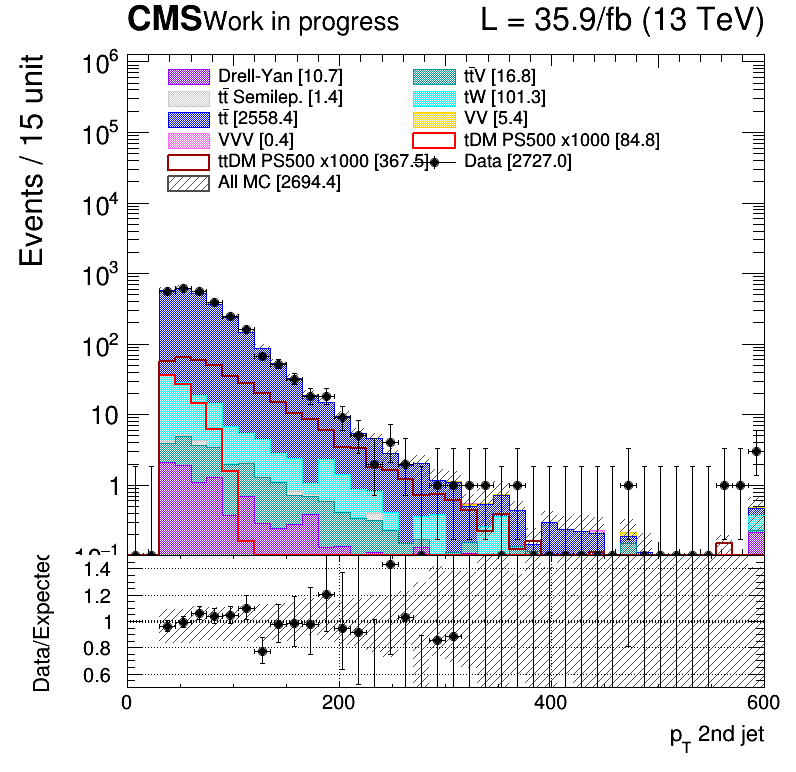 CMS Work in progress L = 35.9/fb (13 TeV)
Events / 15 unit
10⁶
10⁵
10⁴
10³
10²
10
1
10⁻¹
Drell-Yan [10.7] tt̄V [16.8]
tt̄ Semilep. [1.4] tW [101.3]
tt̄ [2558.4] VV [5.4]
VVV [0.4] tDM PS500 x1000 [84.8]
ttDM PS500 x1000 [367.5] Data [2727.0]
All MC [2694.4]
Data/Expected
1.4
1.2
1
0.8
0.6
0 200 400 600
p_T 2nd jet